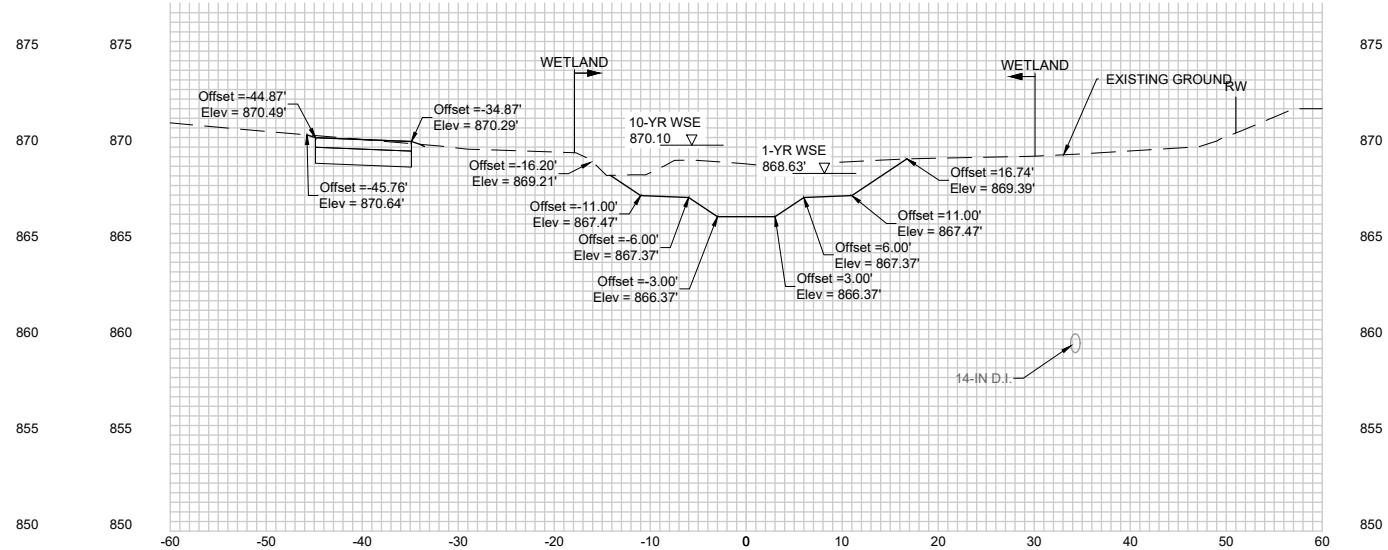 875 875 875
870 870 870
865 865 865
860 860 860
855 855 855
850 850 850
WETLAND
WETLAND
EXISTING GROUND
RW
Offset =-44.87'
Elev = 870.49'
Offset =-34.87'
Elev = 870.29'
10-YR WSE
870.10
1-YR WSE
868.63'
Offset =-45.76'
Elev = 870.64'
Offset =-16.20'
Elev = 869.21'
Offset =16.74'
Elev = 869.39'
Offset =-11.00'
Elev = 867.47'
Offset =11.00'
Elev = 867.47'
Offset =-6.00'
Elev = 867.37'
Offset =6.00'
Elev = 867.37'
Offset =-3.00'
Elev = 866.37'
Offset =3.00'
Elev = 866.37'
14-IN D.I.
-60 -50 -40 -30 -20 -10 0 10 20 30 40 50 60